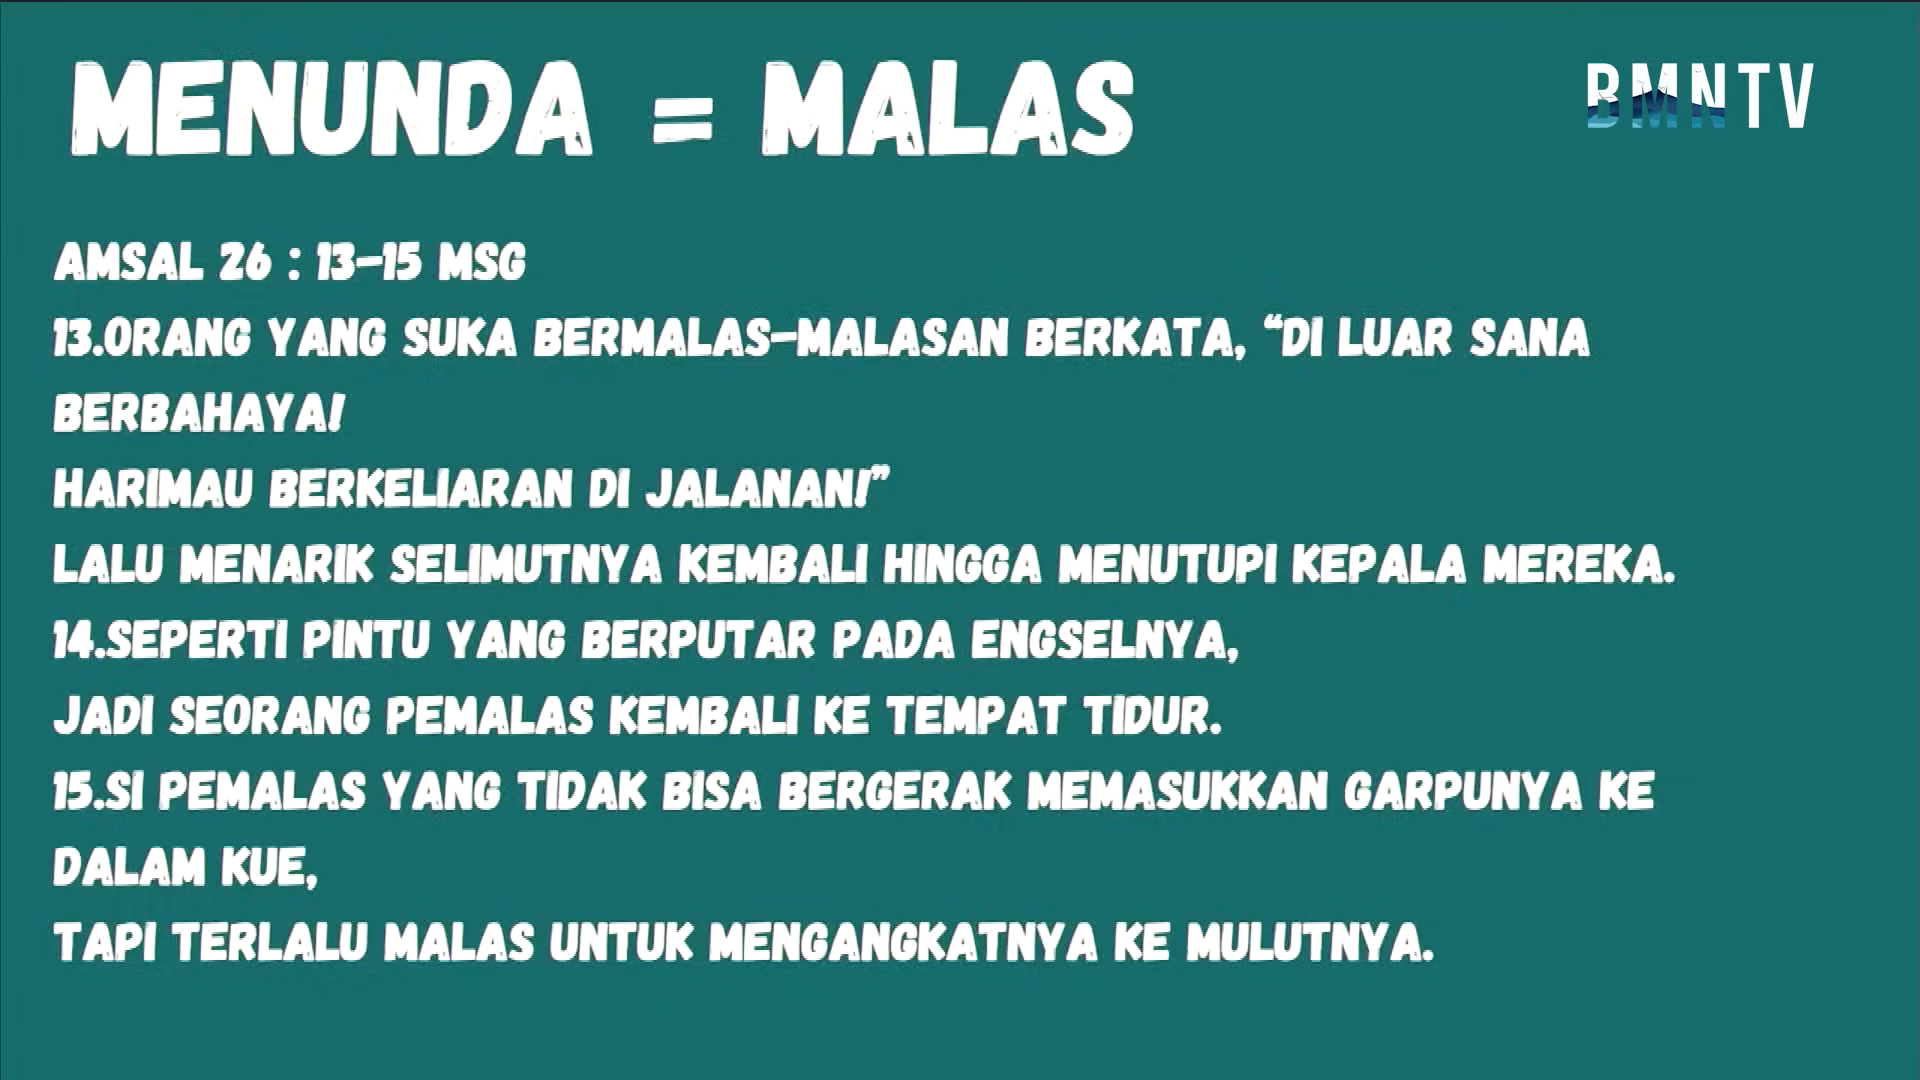 MENUNDA = MALAS
BMNTV
AMSAL 26 : 13-15 MSG
13.ORANG YANG SUKA BERMALAS-MALASAN BERKATA, “DI LUAR SANA
BERBAHAYA!
HARIMAU BERKELIARAN DI JALANAN!”
LALU MENARIK SELIMUTNYA KEMBALI HINGGA MENUTUPI KEPALA MEREKA.
14.SEPERTI PINTU YANG BERPUTAR PADA ENGSELNYA,
JADI SEORANG PEMALAS KEMBALI KE TEMPAT TIDUR.
15.SI PEMALAS YANG TIDAK BISA BERGERAK MEMASUKKAN GARPUNYA KE
DALAM KUE,
TAPI TERLALU MALAS UNTUK MENGANGKATNYA KE MULUTNYA.